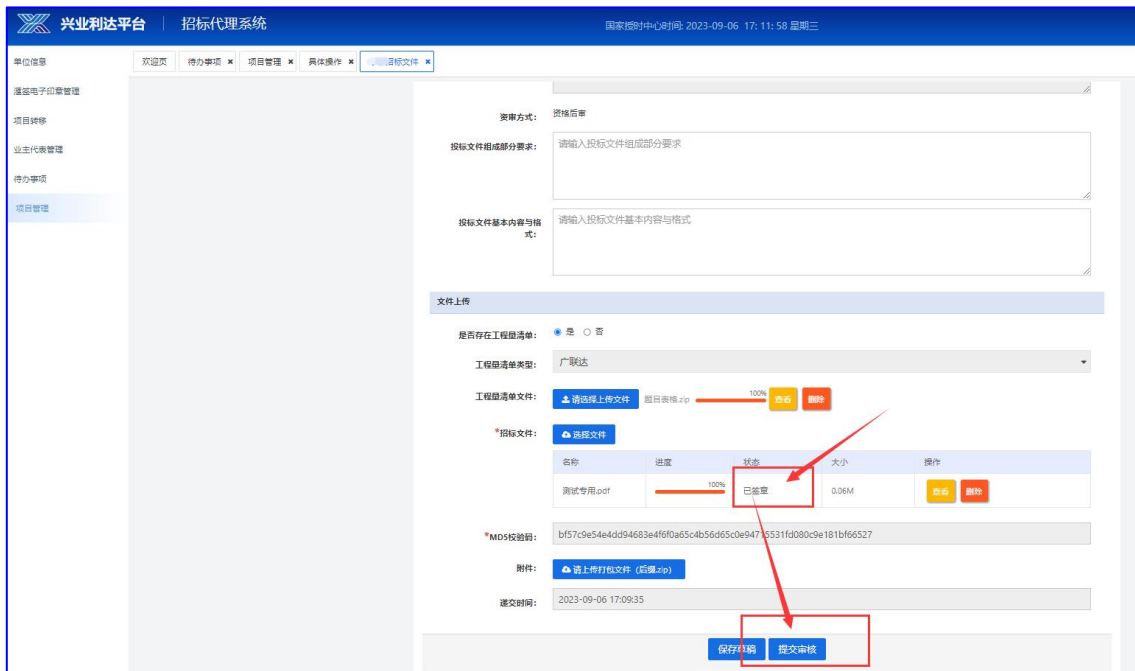 兴业利达平台 招标代理系统 国家授时中心时间: 2023-09-06 17:11:58 星期三
单位信息
温签电子印章管理
项目转移
业主代表管理
待办事项
项目管理
欢迎页 待办事项 × 项目管理 × 具体操作 × 招标文件 ×
资审方式: 资格后审
投标文件组成部分要求: 请输入投标文件组成部分要求
投标文件基本内容与格
式: 请输入投标文件基本内容与格式
文件上传
是否存在工程量清单: 是 否
工程量清单类型: 广联达
工程量清单文件: 请选择上传文件 题目表格.zip 100% 查看 删除
*招标文件: 选择文件
名称 进度 状态 大小 操作
测试专用.pdf 100% 已签章 0.06M 查看 删除
*MD5校验码:
附件: 请上传打包文件 (后缀.zip)
递交时间: 2023-09-06 17:09:35
保存草稿 提交审核